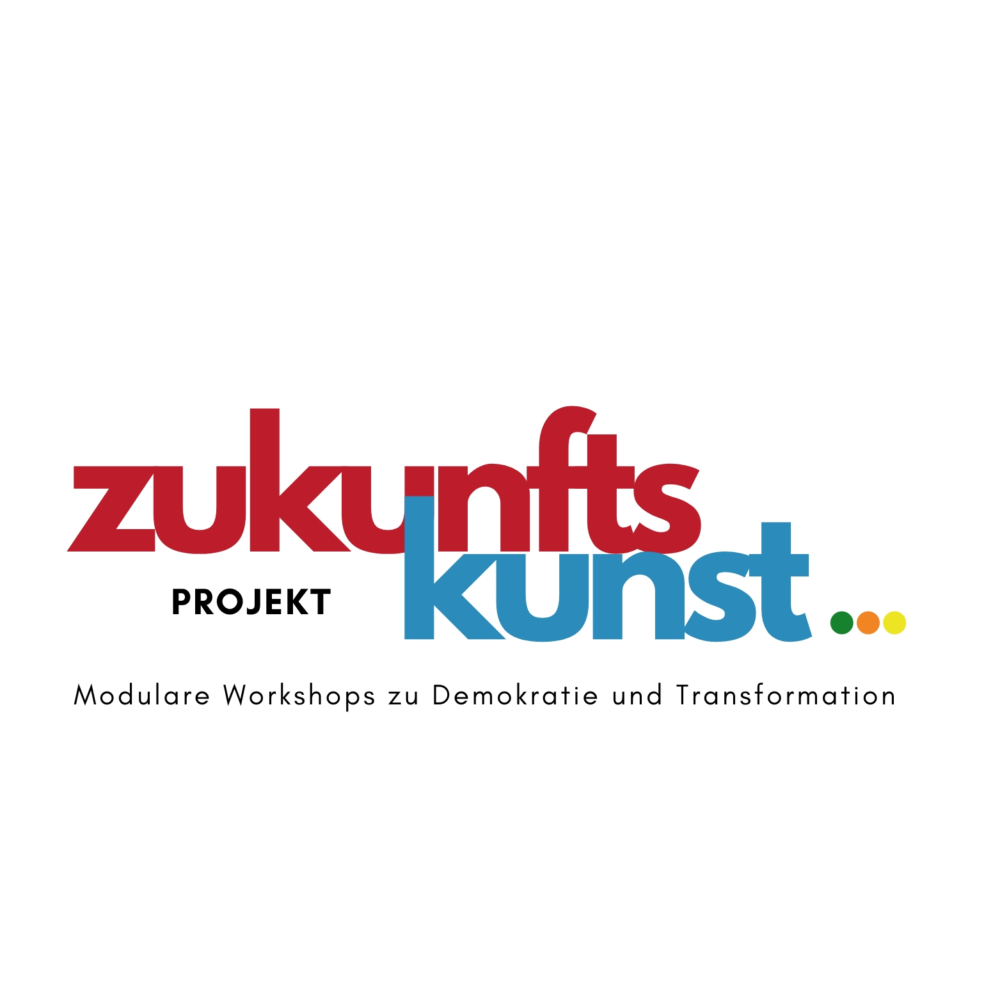 zukunfts
PROJEKT kunst ...
Modulare Workshops zu Demokratie und Transformation